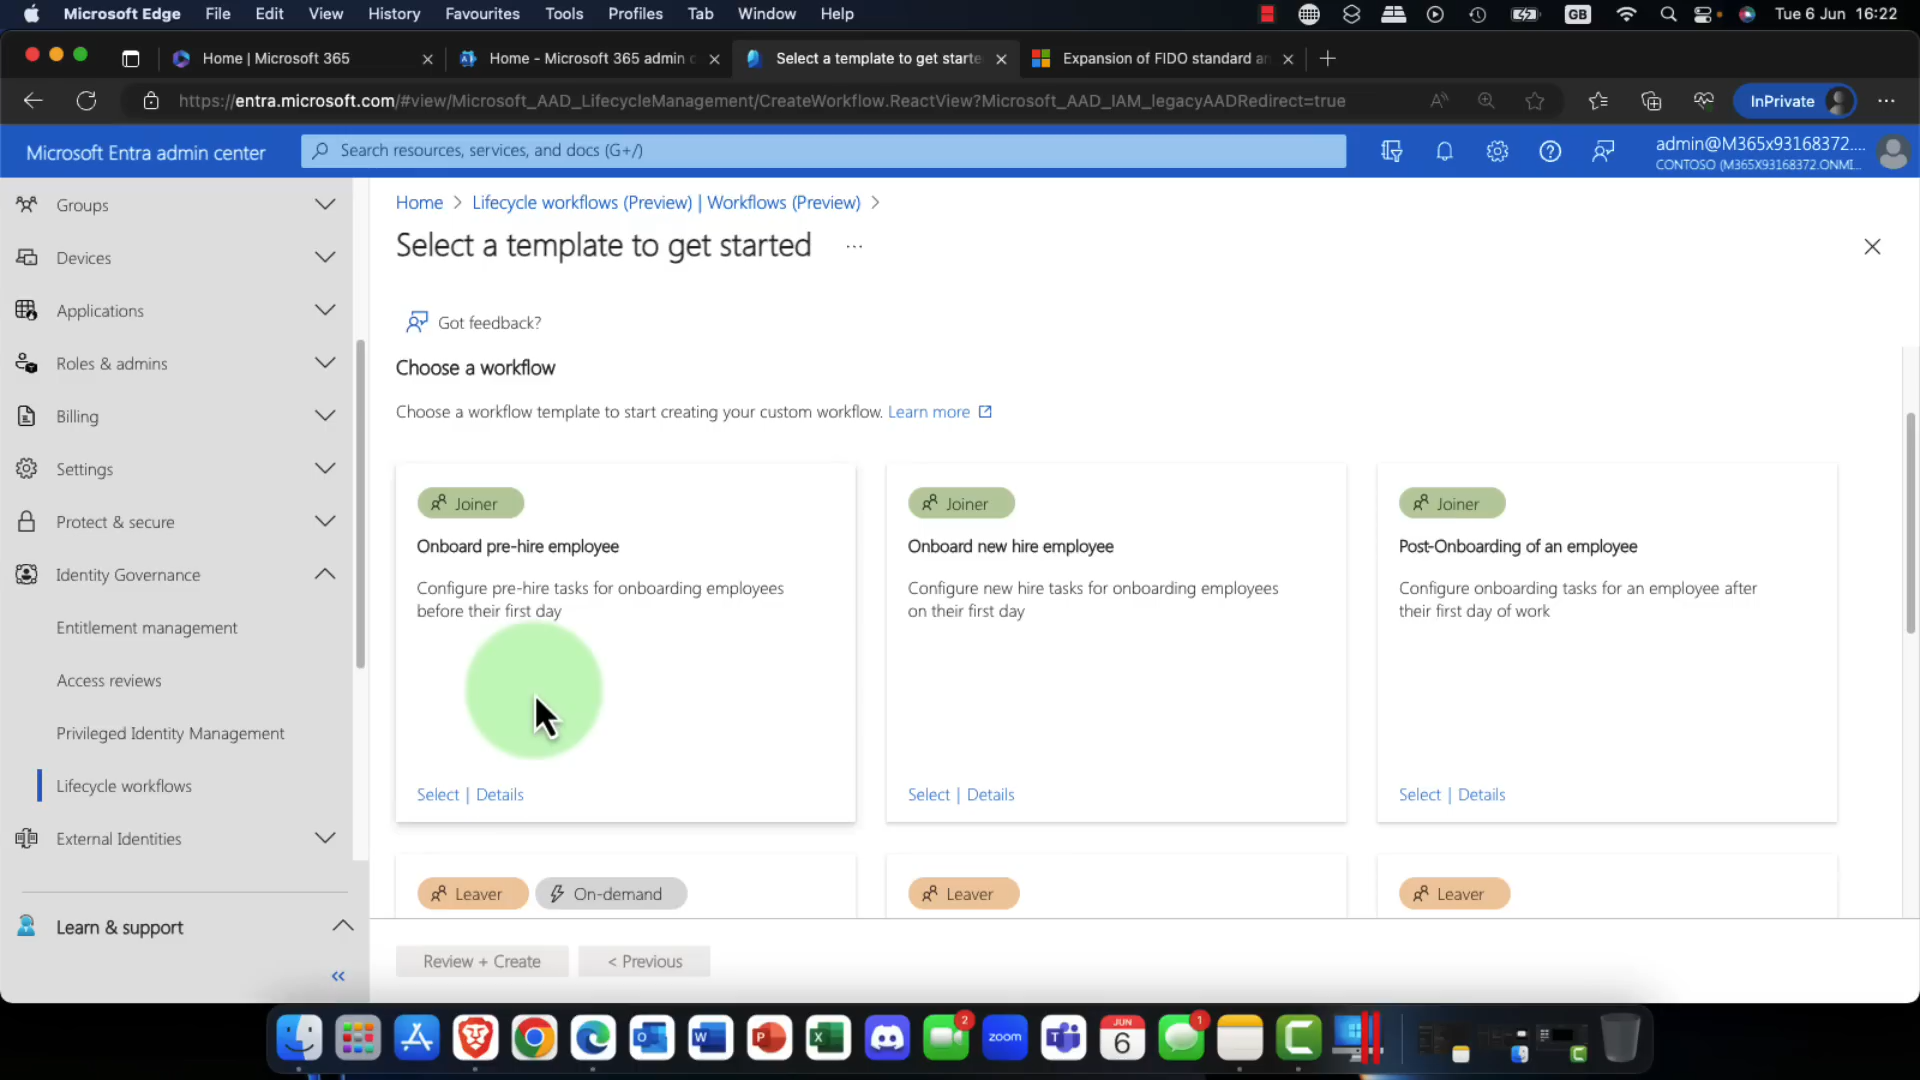 Microsoft Edge File Edit View History Favourites Tools Profiles Tab Window Help GB Tue 6 Jun 16:22
Home | Microsoft 365
Home - Microsoft 365 admin c
Select a template to get starte
Expansion of FIDO standard an
https://entra.microsoft.com/#view/Microsoft_AAD_LifecycleManagement/CreateWorkflow.ReactView?Microsoft_AAD_IAM_legacyAADRedirect=true
InPrivate
Microsoft Entra admin center
Search resources, services, and docs (G+/)
admin@M365x93168372....
CONTOSO (M365X93168372.ONMI...
Groups
Devices
Applications
Roles & admins
Billing
Settings
Protect & secure
Identity Governance
Entitlement management
Access reviews
Privileged Identity Management
Lifecycle workflows
External Identities
Learn & support
Home > Lifecycle workflows (Preview) | Workflows (Preview) >
Select a template to get started ...
Got feedback?
Choose a workflow
Choose a workflow template to start creating your custom workflow. Learn more
Joiner
Onboard pre-hire employee
Configure pre-hire tasks for onboarding employees
before their first day
Select | Details
Joiner
Onboard new hire employee
Configure new hire tasks for onboarding employees
on their first day
Select | Details
Joiner
Post-Onboarding of an employee
Configure onboarding tasks for an employee after
their first day of work
Select | Details
Leaver
On-demand
Leaver
Leaver
Review + Create
< Previous
2
zoom
JUN
6
1